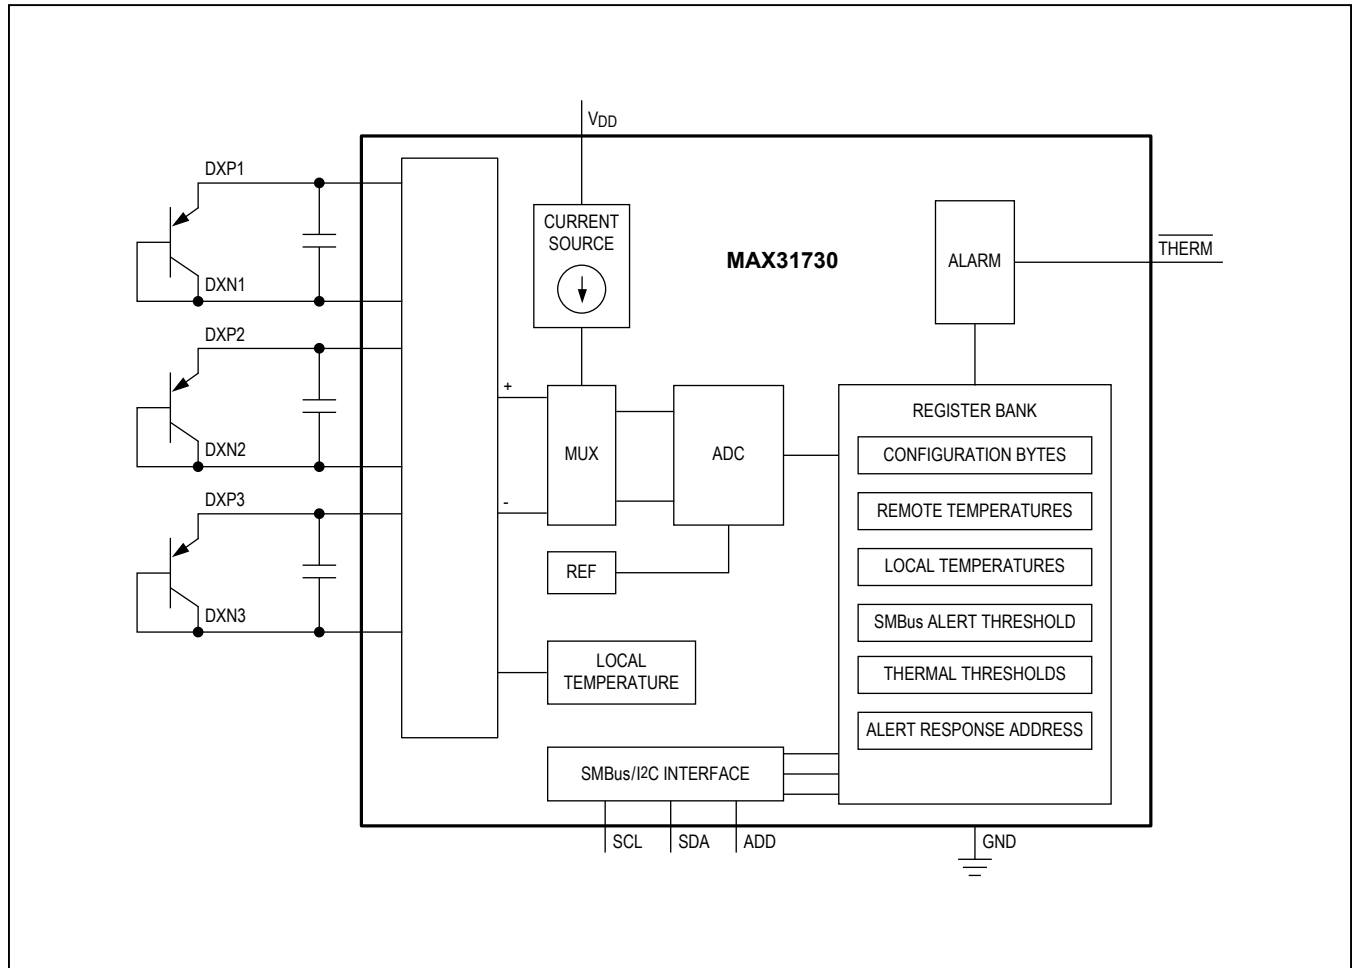 VDD
DXP1
DXN1
DXP2
DXN2
DXP3
DXN3
CURRENT
SOURCE
MAX31730
ALARM
THERM
+
-
MUX
ADC
REF
LOCAL
TEMPERATURE
REGISTER BANK
CONFIGURATION BYTES
REMOTE TEMPERATURES
LOCAL TEMPERATURES
SMBus ALERT THRESHOLD
THERMAL THRESHOLDS
ALERT RESPONSE ADDRESS
SMBus/I2C INTERFACE
SCL
SDA
ADD
GND